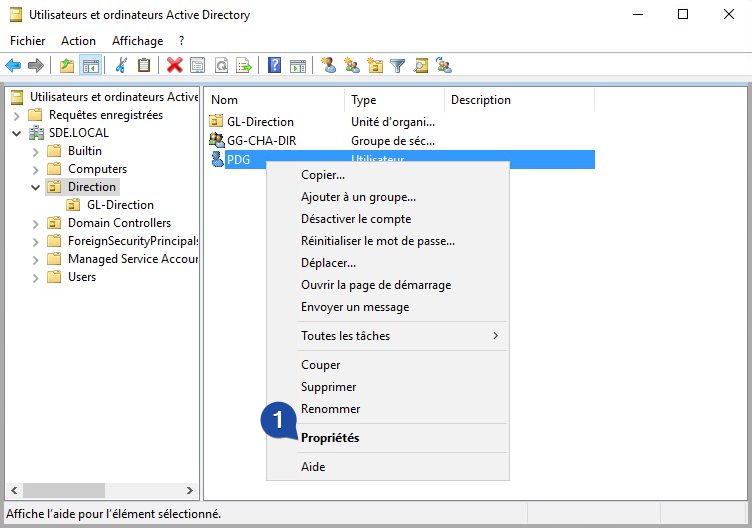 Utilisateurs et ordinateurs Active Directory
Fichier Action Affichage ?
Utilisateurs et ordinateurs Active
Requêtes enregistrées
SDE.LOCAL
Builtin
Computers
Direction
GL-Direction
Domain Controllers
ForeignSecurityPrincipals
Managed Service Accour
Users
Nom Type Description
GL-Direction Unité d'organi...
GG-CHA-DIR Groupe de séc...
PDG Utilisateur
Copier...
Ajouter à un groupe...
Désactiver le compte
Réinitialiser le mot de passe...
Déplacer...
Ouvrir la page de démarrage
Envoyer un message
Toutes les tâches
Couper
Supprimer
Renommer
1
Propriétés
Aide
Affiche l'aide pour l'élément sélectionné.